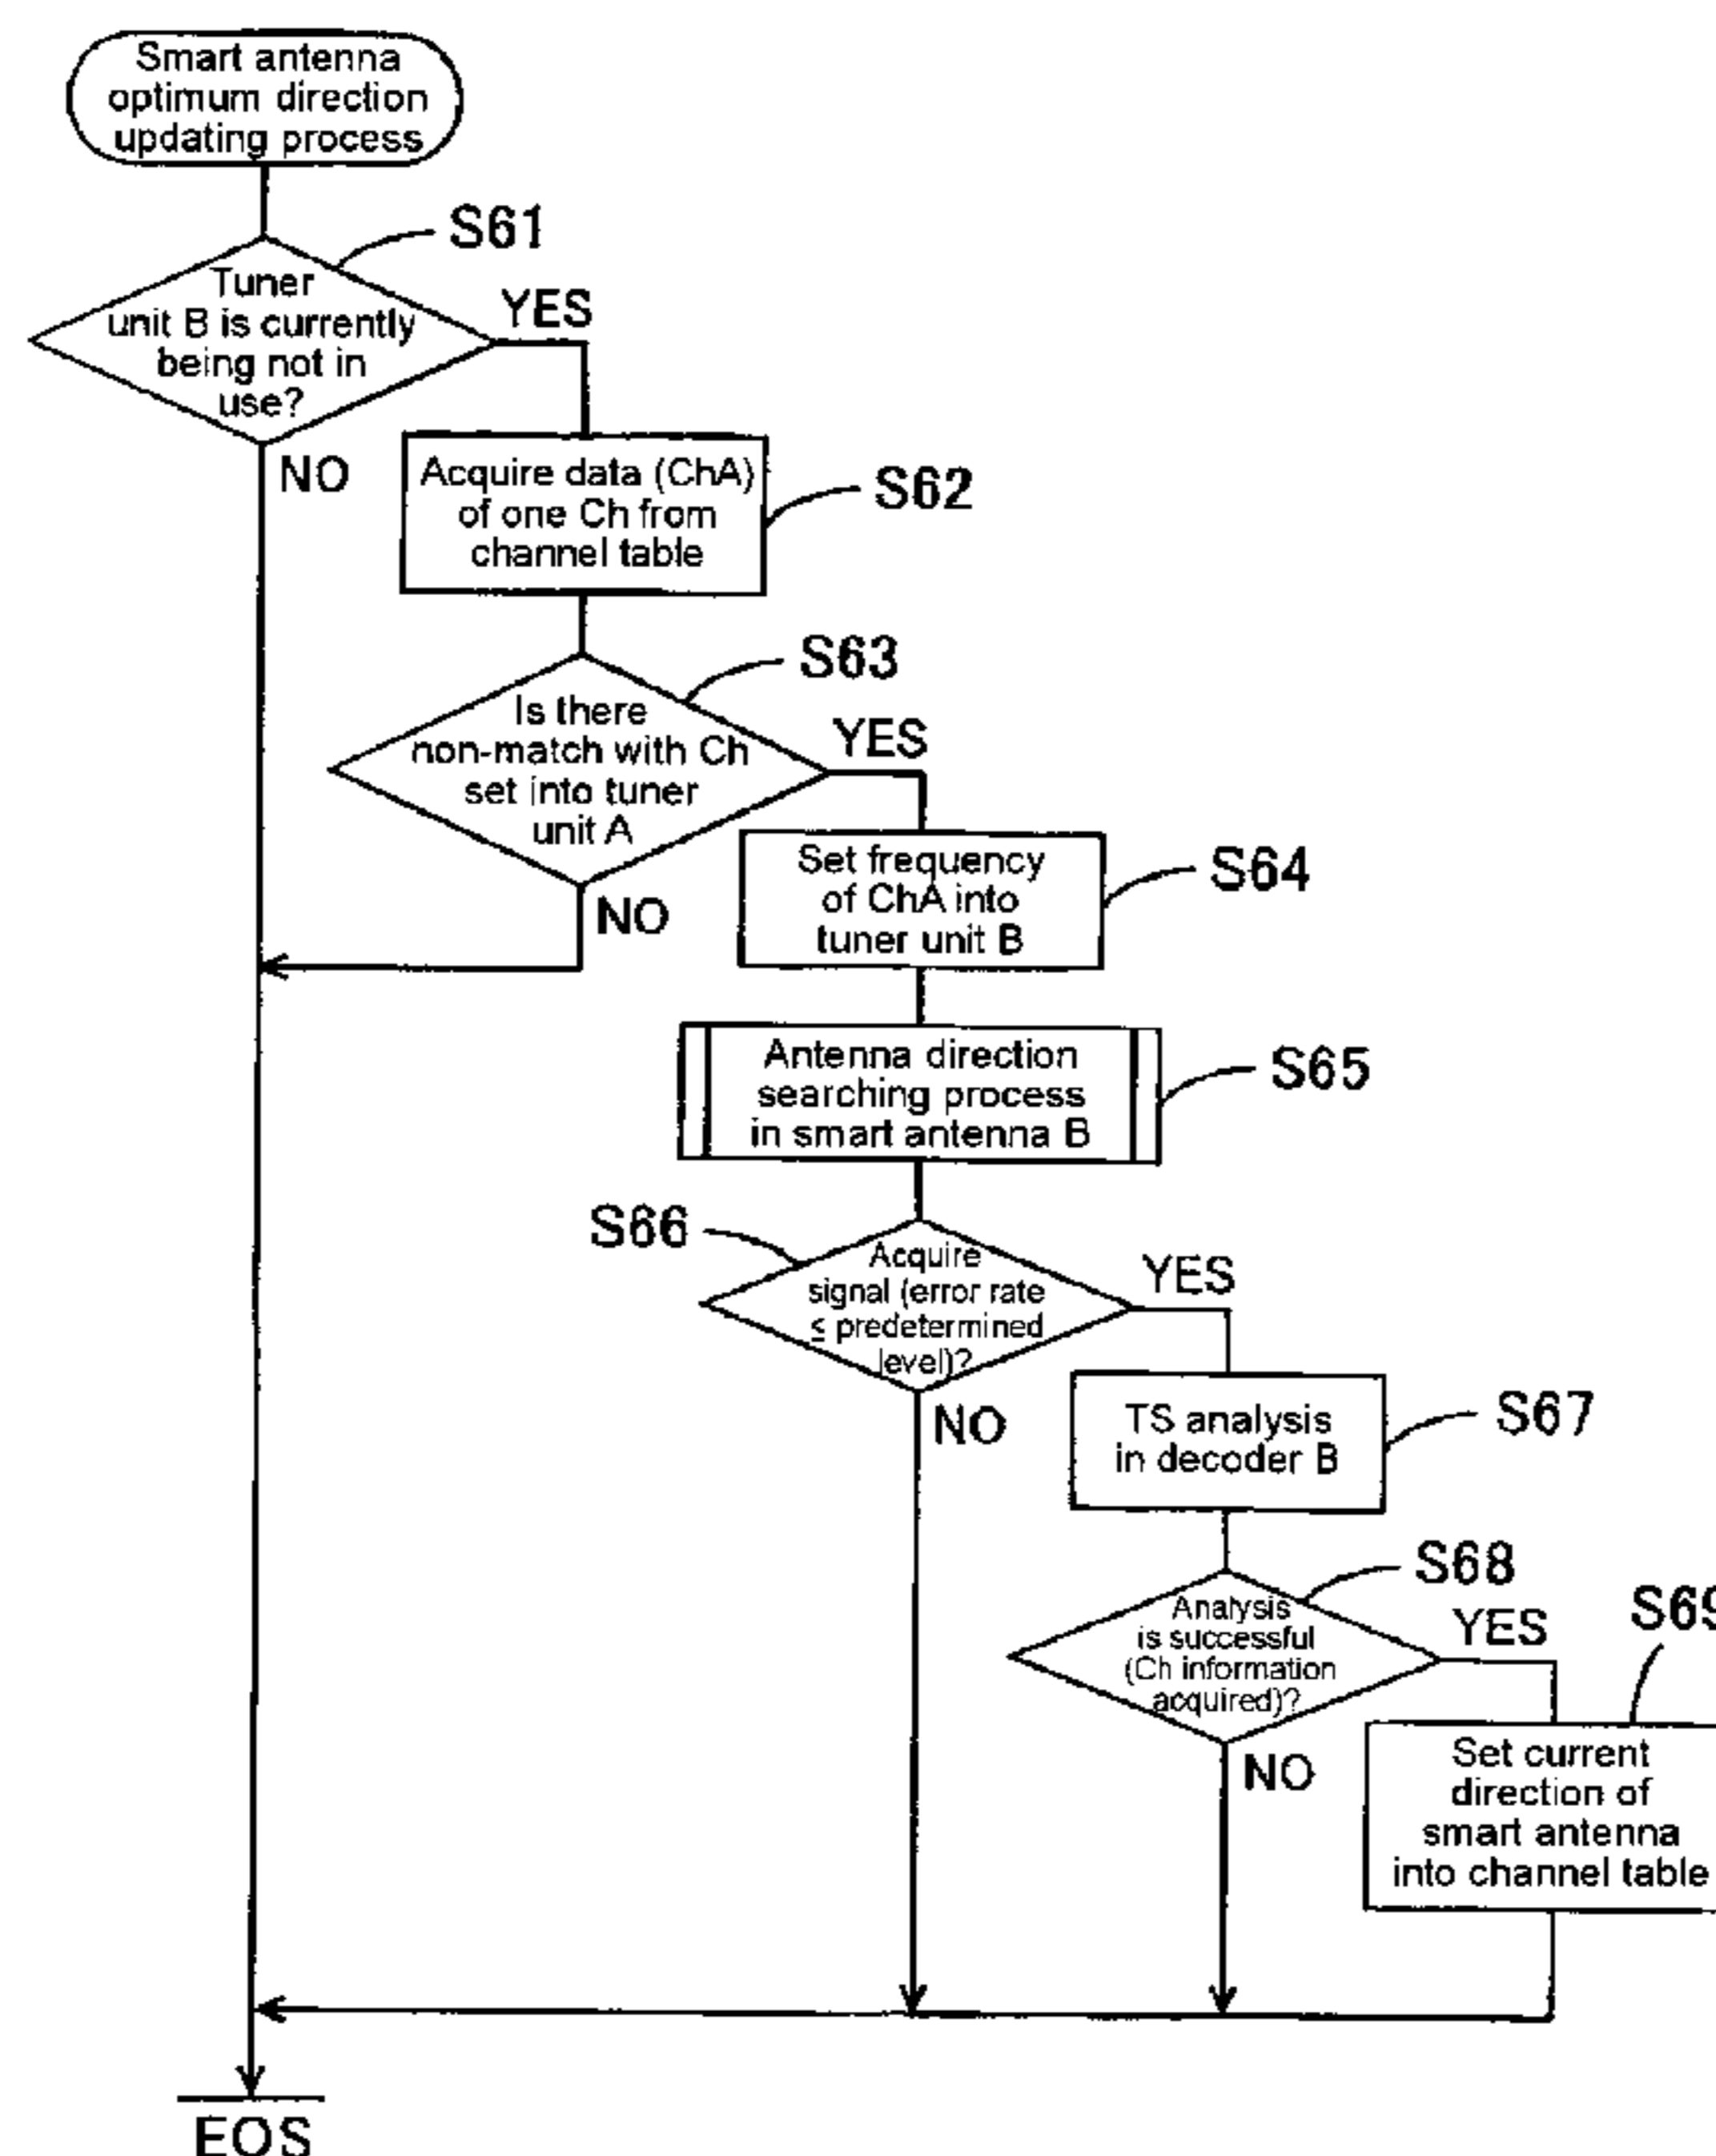 Smart antenna
optimum direction
updating process
S61
Tuner
unit B is currently
being not in
use?
YES
NO
Acquire data (ChA)
of one Ch from
channel table
S62
S63
Is there
non-match with Ch
set into tuner
unit A
YES
NO
Set frequency
of ChA into
tuner unit B
S64
Antenna direction
searching process
in smart antenna B
S65
S66
Acquire
signal (error rate
≤ predetermined
level)?
YES
NO
TS analysis
in decoder B
S67
S68
Analysis
is successful
(Ch information
acquired)?
YES
NO
S69
Set current
direction of
smart antenna
into channel table
EOS